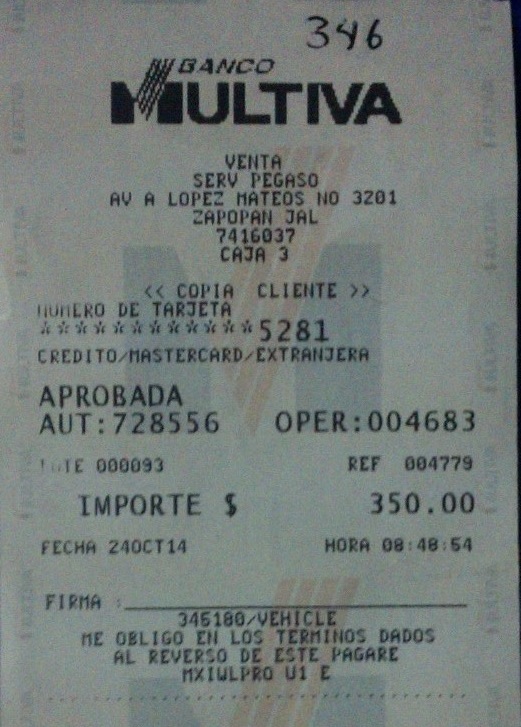 346
BANCO
MULTIVA
VENTA
SERV PEGASO
AV A LOPEZ MATEOS NO 3201
ZAPOPAN JAL
7416037
CAJA 3
<< COPIA CLIENTE >>
NUMERO DE TARJETA
************5281
CREDITO/MASTERCARD/EXTRANJERA
APROBADA
AUT:728556 OPER:004683
LOTE 000093 REF 004779
IMPORTE $ 350.00
FECHA 24OCT14 HORA 08:48:54
FIRMA :
345180/VEHICLE
ME OBLIGO EN LOS TERMINOS DADOS
AL REVERSO DE ESTE PAGARE
MXIWLPRO U1 E